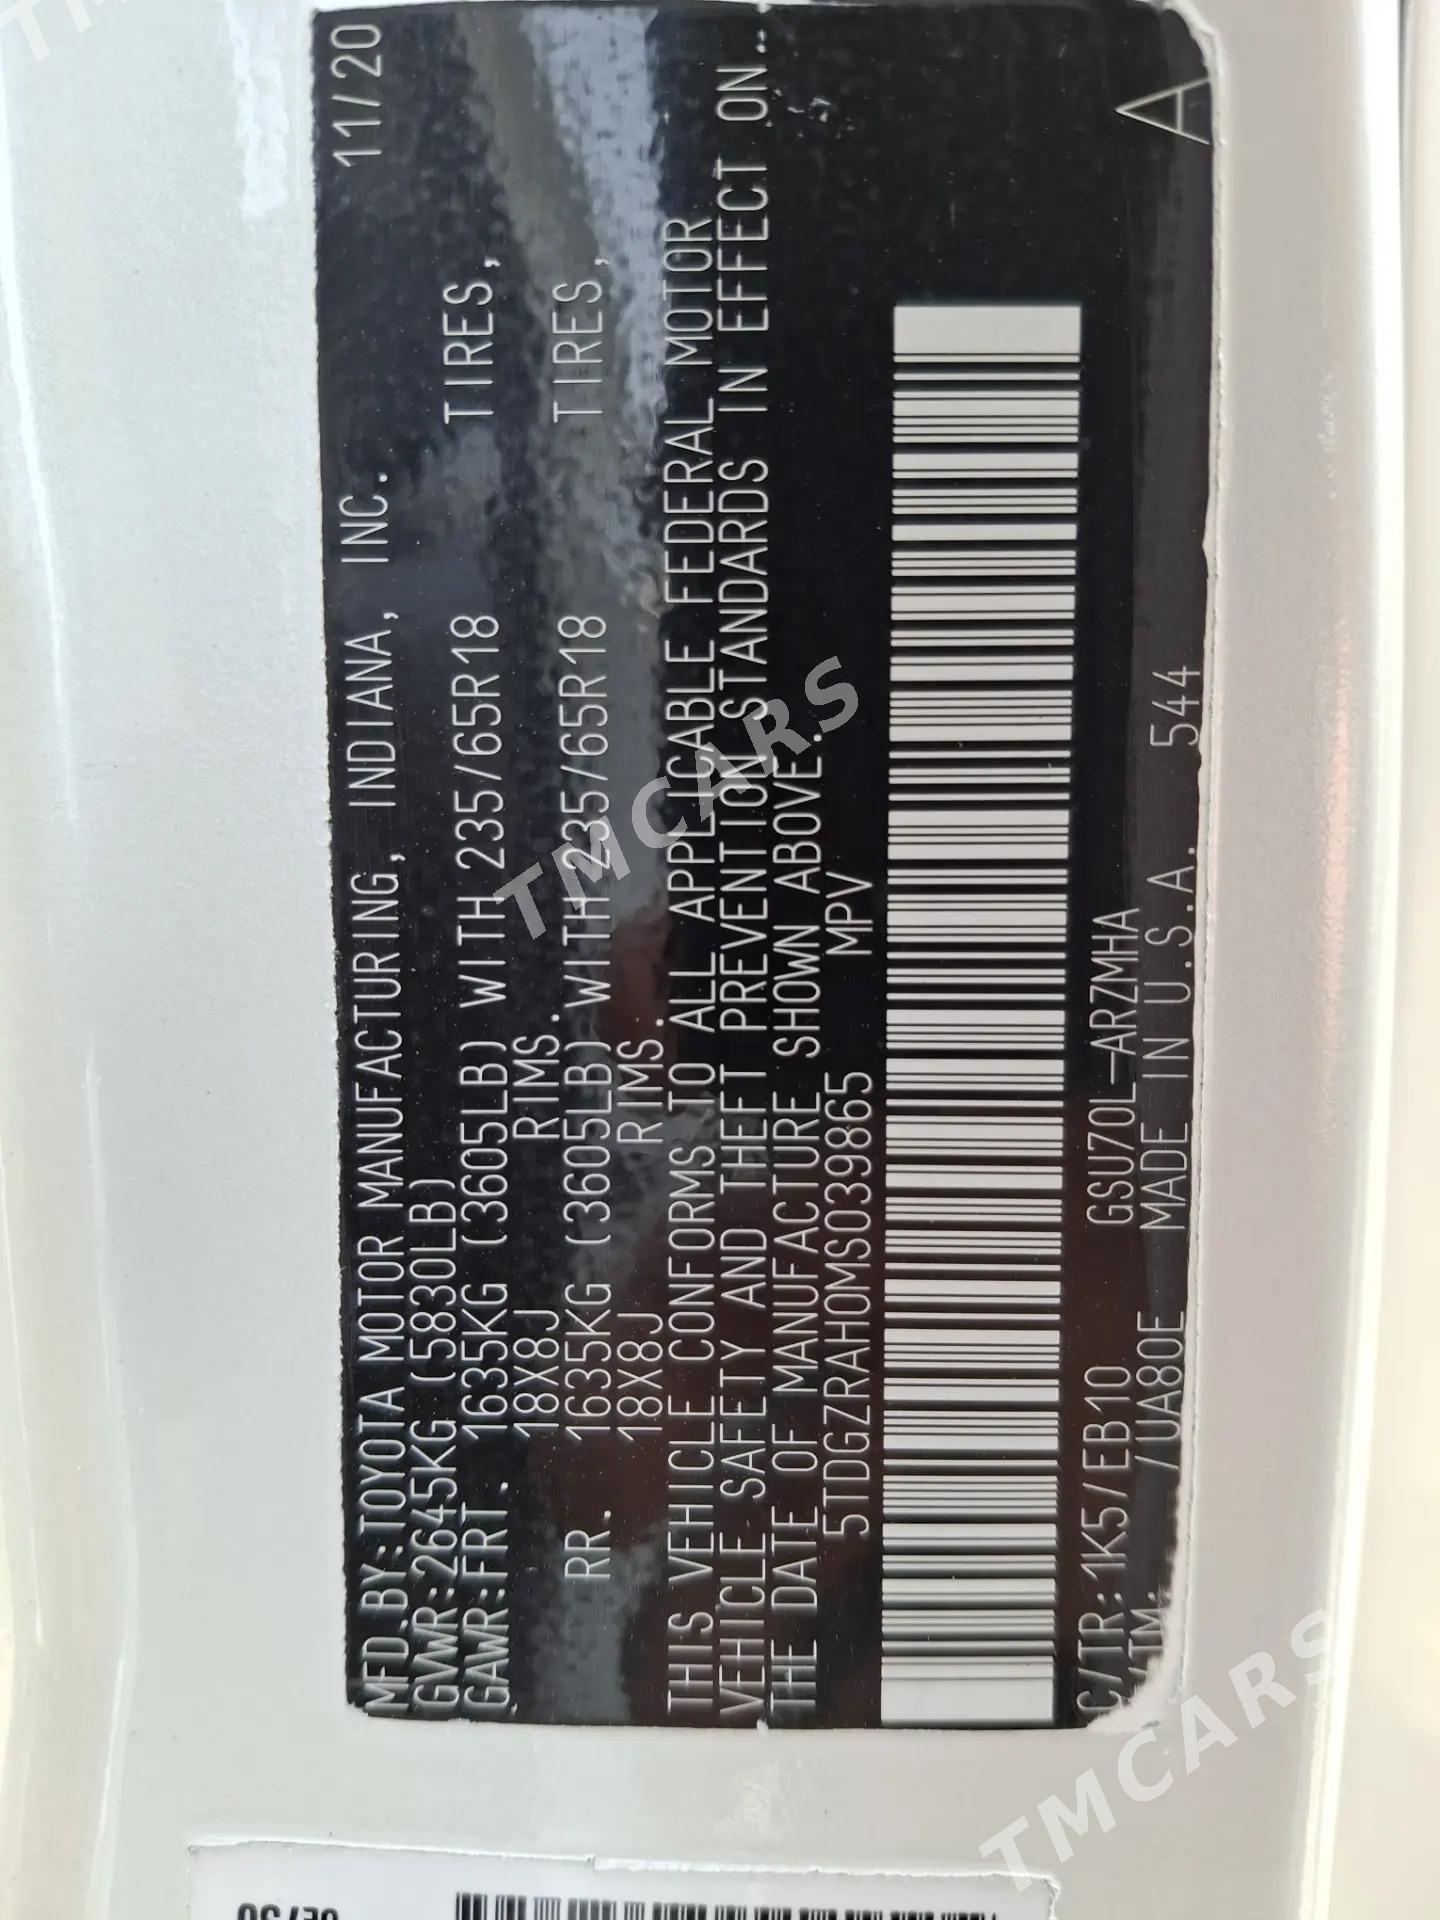 MFD.BY:TOYOTA MOTOR MANUFACTURING, INDIANA, INC. 11/20
GVWR:2645KG (5830LB)
GAWR:FRT. 1635KG (3605LB) WITH 235/65R18 TIRES,
18X8J RIMS.
RR. 1635KG (3605LB) WITH 235/65R18 TIRES,
18X8J RIMS.
THIS VEHICLE CONFORMS TO ALL APPLICABLE FEDERAL MOTOR
VEHICLE SAFETY AND THEFT PREVENTION STANDARDS IN EFFECT ON
THE DATE OF MANUFACTURE SHOWN ABOVE.
5TDGZRAH0MS039865 MPV
C/TR:1K5/EB10 GSU70L-ARZMHA A
/TM: /UA80E MADE IN U.S.A. 544
TMCARS
TMCARS